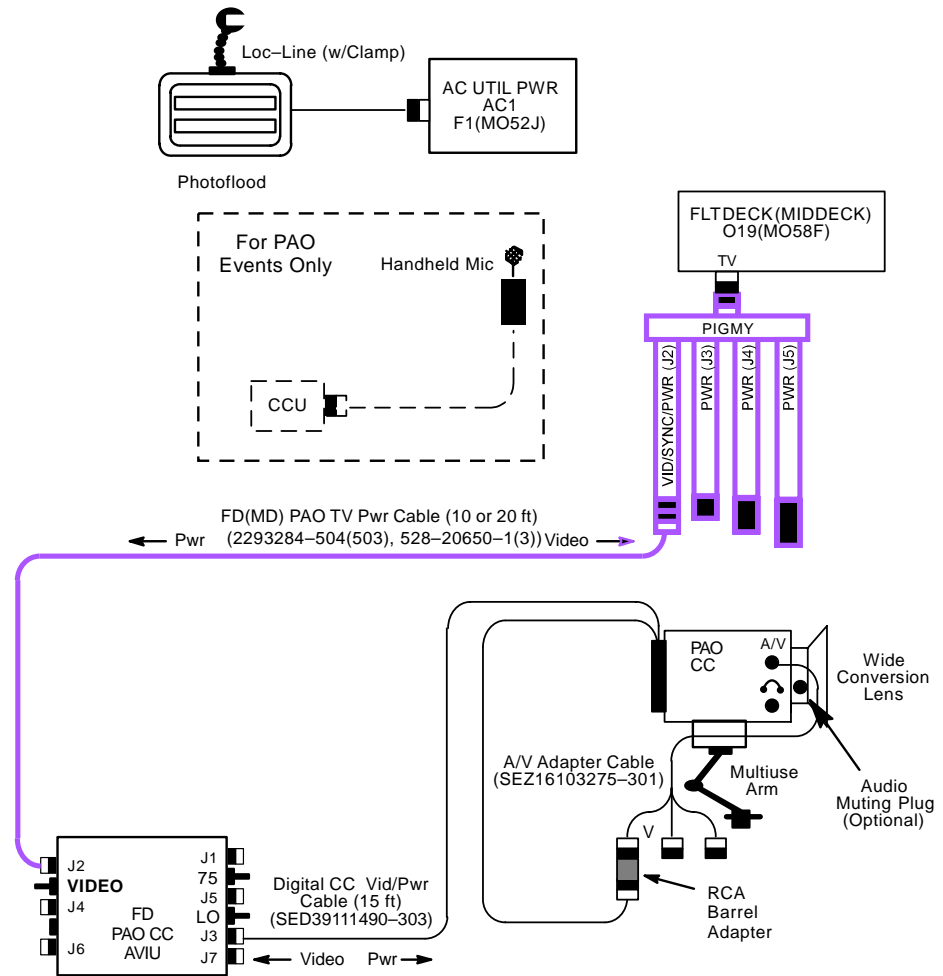 Loc–Line (w/Clamp)
AC UTIL PWR
AC1
F1(MO52J)
Photoflood
FLTDECK(MIDDECK)
O19(MO58F)
TV
For PAO
Events Only
Handheld Mic
CCU
PIGMY
VID/SYNC/PWR (J2)
PWR (J3)
PWR (J4)
PWR (J5)
FD(MD) PAO TV Pwr Cable (10 or 20 ft)
Pwr (2293284–504(503), 528–20650–1(3)) Video
PAO
CC
A/V
Wide
Conversion
Lens
A/V Adapter Cable
(SEZ16103275–301)
Multiuse
Arm
Audio
Muting Plug
(Optional)
V
RCA
Barrel
Adapter
J2
VIDEO
J4
J6
FD
PAO CC
AVIU
J1
75
J5
LO
J3
J7
Digital CC Vid/Pwr
Cable (15 ft)
(SED39111490–303)
Video Pwr